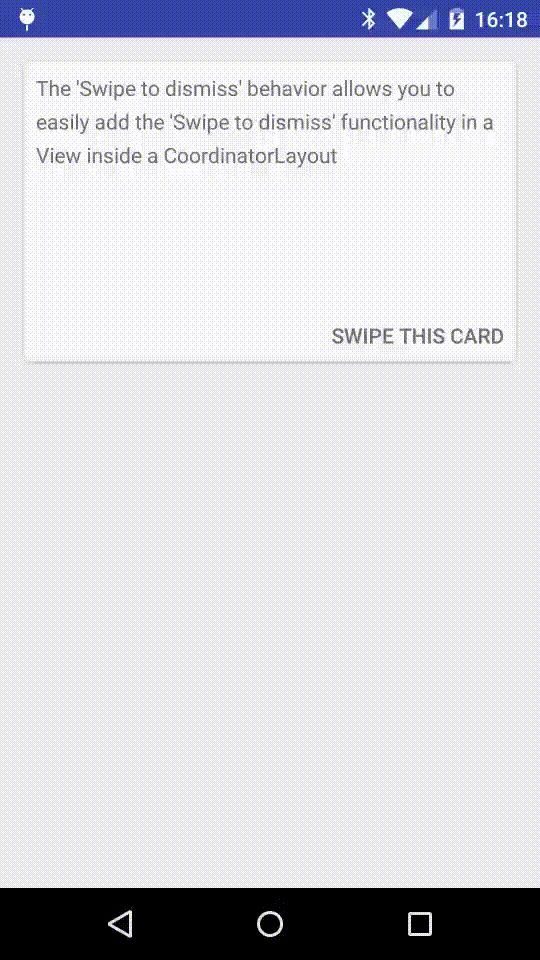 16:18
The 'Swipe to dismiss' behavior allows you to
easily add the 'Swipe to dismiss' functionality in a
View inside a CoordinatorLayout
SWIPE THIS CARD